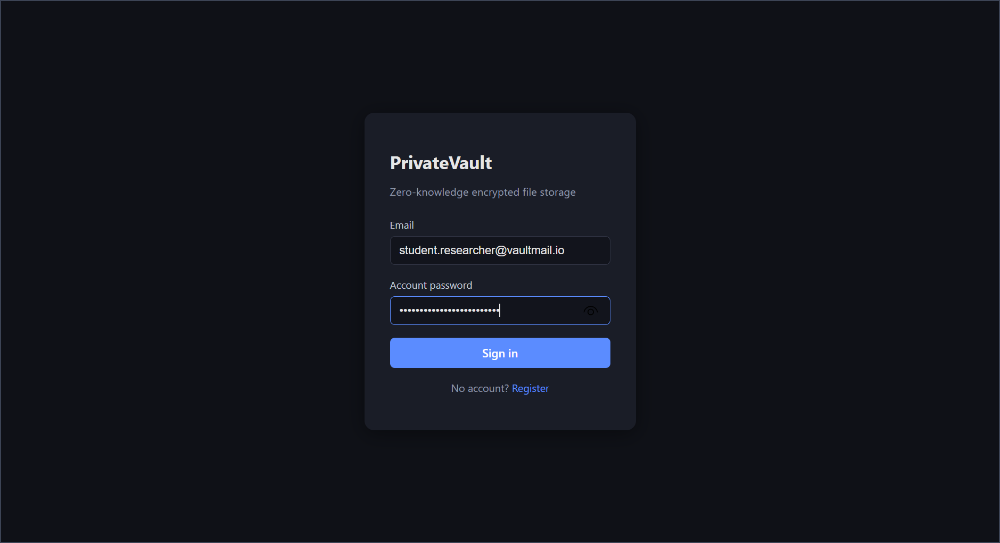 PrivateVault
Zero-knowledge encrypted file storage
Email
student.researcher@vaultmail.io
Account password
•••••••••••••••••••••••••
Sign in
No account? Register